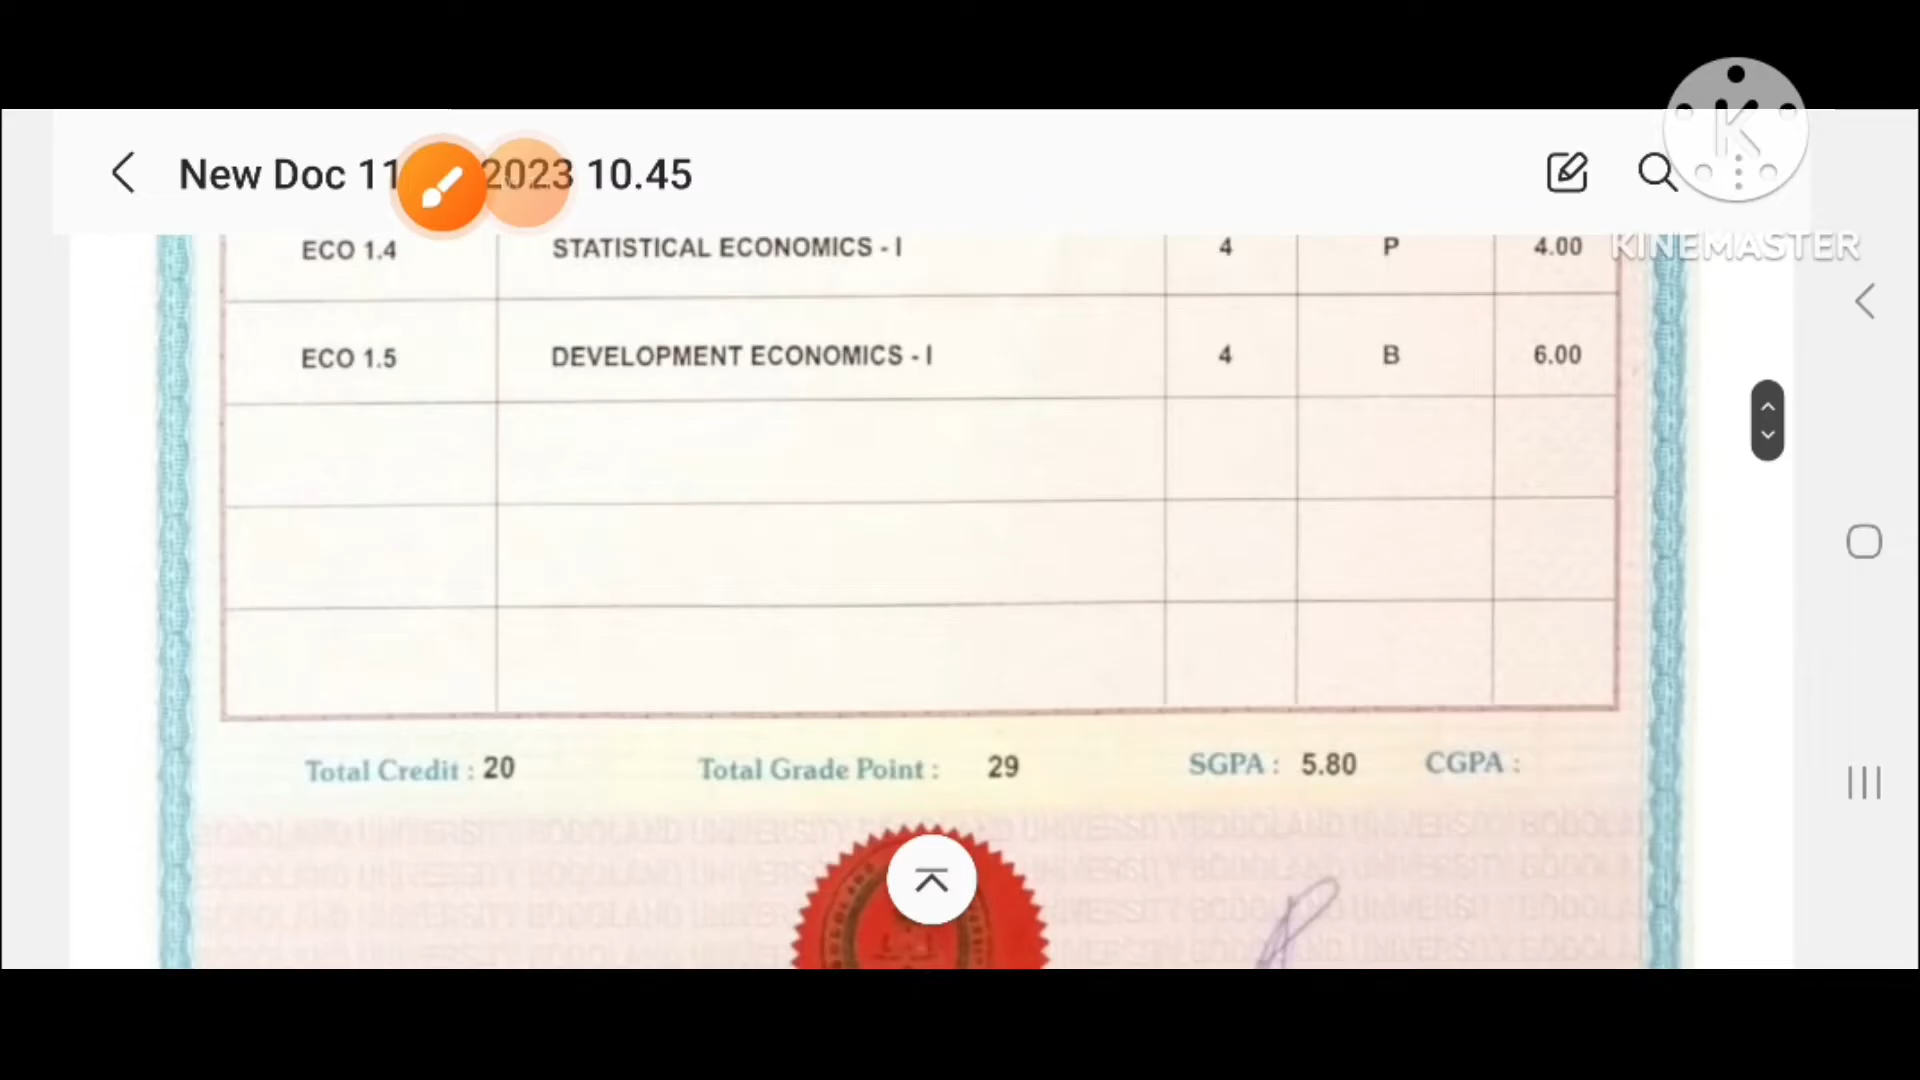 New Doc 11 2023 10.45
K
KINEMASTER
ECO 1.4 STATISTICAL ECONOMICS - I 4 P 4.00
ECO 1.5 DEVELOPMENT ECONOMICS - I 4 B 6.00
Total Credit : 20 Total Grade Point : 29 SGPA : 5.80 CGPA :